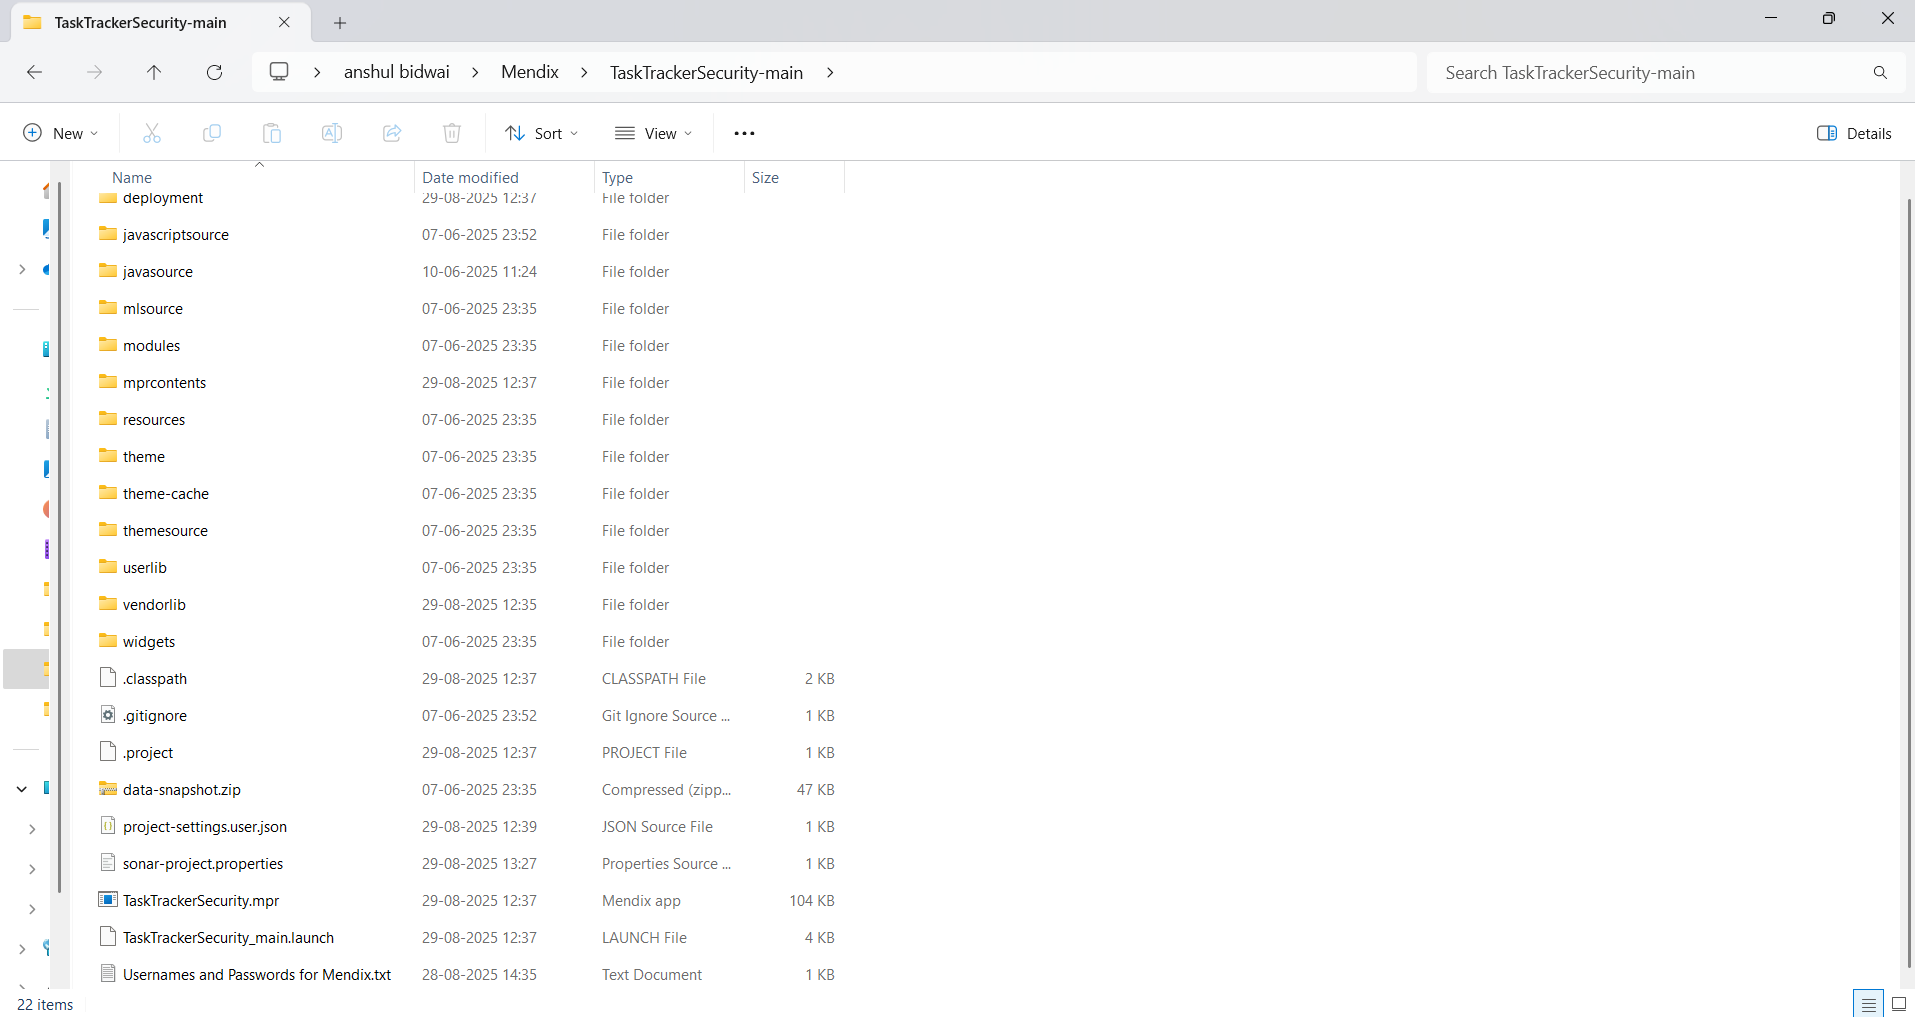 TaskTrackerSecurity-main
anshul bidwai Mendix TaskTrackerSecurity-main Search TaskTrackerSecurity-main
New Sort View Details
Name Date modified Type Size
deployment 29-08-2025 12:37 File folder
javascriptsource 07-06-2025 23:52 File folder
javasource 10-06-2025 11:24 File folder
mlsource 07-06-2025 23:35 File folder
modules 07-06-2025 23:35 File folder
mprcontents 29-08-2025 12:37 File folder
resources 07-06-2025 23:35 File folder
theme 07-06-2025 23:35 File folder
theme-cache 07-06-2025 23:35 File folder
themesource 07-06-2025 23:35 File folder
userlib 07-06-2025 23:35 File folder
vendorlib 29-08-2025 12:35 File folder
widgets 07-06-2025 23:35 File folder
.classpath 29-08-2025 12:37 CLASSPATH File 2 KB
.gitignore 07-06-2025 23:52 Git Ignore Source ... 1 KB
.project 29-08-2025 12:37 PROJECT File 1 KB
data-snapshot.zip 07-06-2025 23:35 Compressed (zipp... 47 KB
project-settings.user.json 29-08-2025 12:39 JSON Source File 1 KB
sonar-project.properties 29-08-2025 13:27 Properties Source ... 1 KB
TaskTrackerSecurity.mpr 29-08-2025 12:37 Mendix app 104 KB
TaskTrackerSecurity_main.launch 29-08-2025 12:37 LAUNCH File 4 KB
Usernames and Passwords for Mendix.txt 28-08-2025 14:35 Text Document 1 KB
22 items